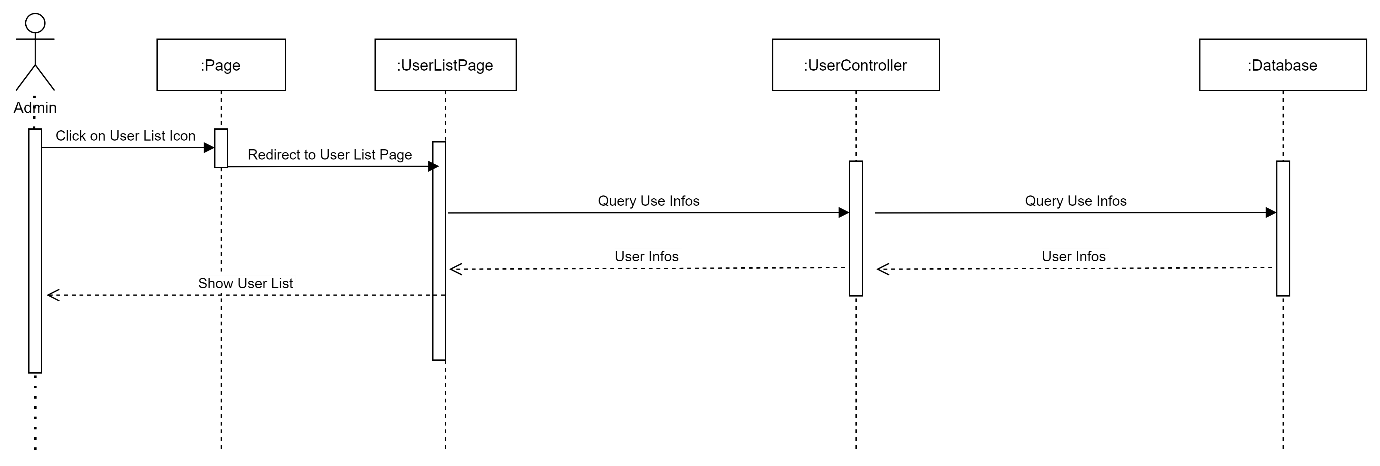 :Page
:UserListPage
:UserController
:Database
Admin
Click on User List Icon
Redirect to User List Page
Query Use Infos
Query Use Infos
User Infos
User Infos
Show User List